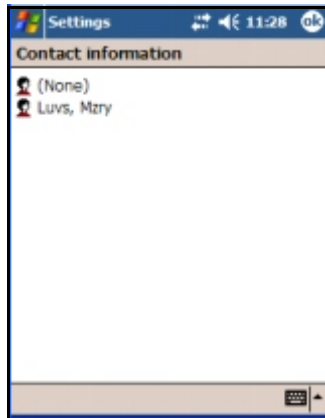 Settings 11:28 ok
Contact information
(None)
Luvs, Mzry